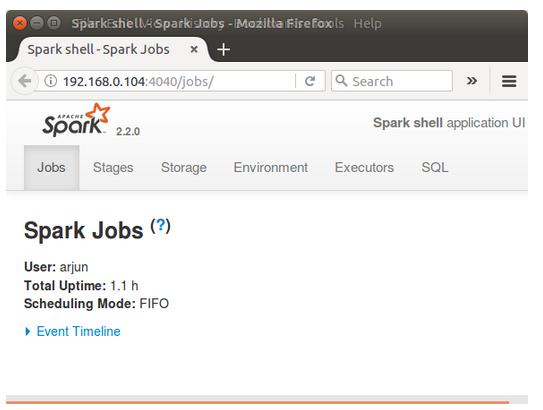 Spark shell - Spark Jobs - Mozilla Firefox
Tools Help
Spark shell - Spark Jobs × +
192.168.0.104:4040/jobs/ Search »
APACHE
Spark 2.2.0 Spark shell application UI
Jobs Stages Storage Environment Executors SQL
Spark Jobs (?)
User: arjun
Total Uptime: 1.1 h
Scheduling Mode: FIFO
Event Timeline